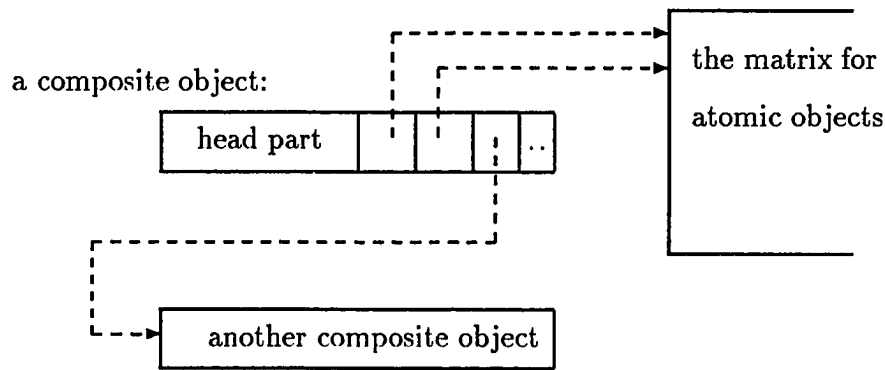 the matrix for
atomic objects
a composite object:
head part
..
another composite object